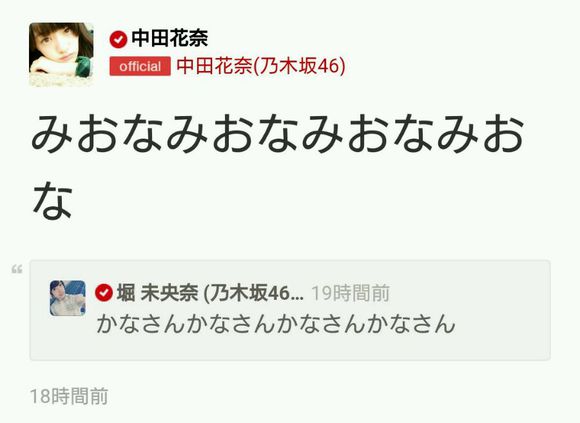 中田花奈
official 中田花奈(乃木坂46)
みおなみおなみおなみお
な
“
堀 未央奈 (乃木坂46... 19時間前
かなさんかなさんかなさんかなさん
18時間前